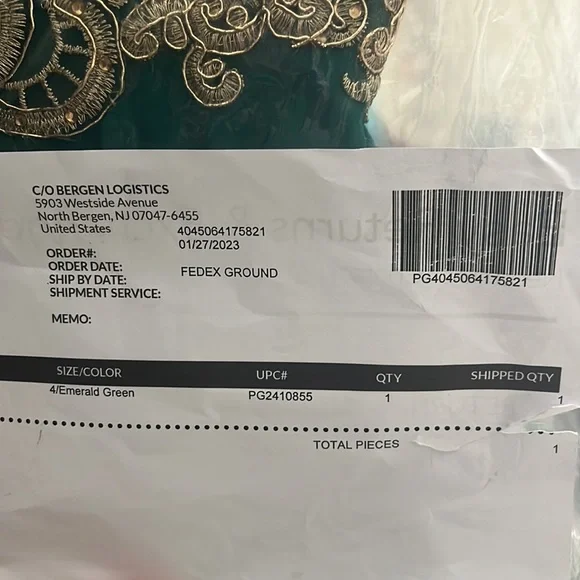 C/O BERGEN LOGISTICS
5903 Westside Avenue
North Bergen, NJ 07047-6455
United States
ORDER#: 4045064175821
ORDER DATE: 01/27/2023
SHIP BY DATE:
SHIPMENT SERVICE: FEDEX GROUND
MEMO:
PG4045064175821
SIZE/COLOR UPC# QTY SHIPPED QTY
4/Emerald Green PG2410855 1 1
TOTAL PIECES 1